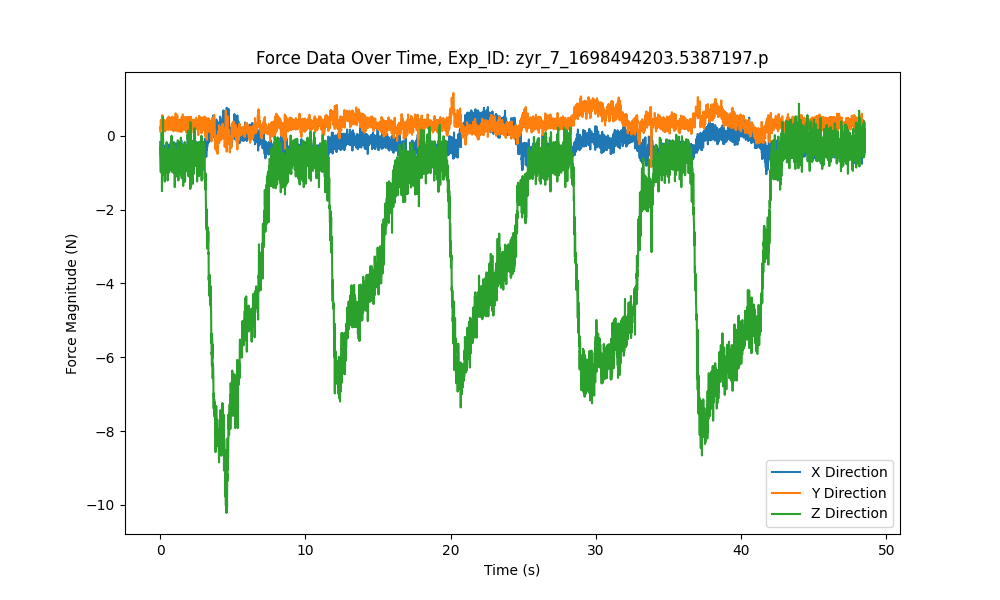 Force Data Over Time, Exp_ID: zyr_7_1698494203.5387197.p
Force Magnitude (N)
0
−2
−4
−6
−8
−10
X Direction
Y Direction
Z Direction
0 10 20 30 40 50
Time (s)